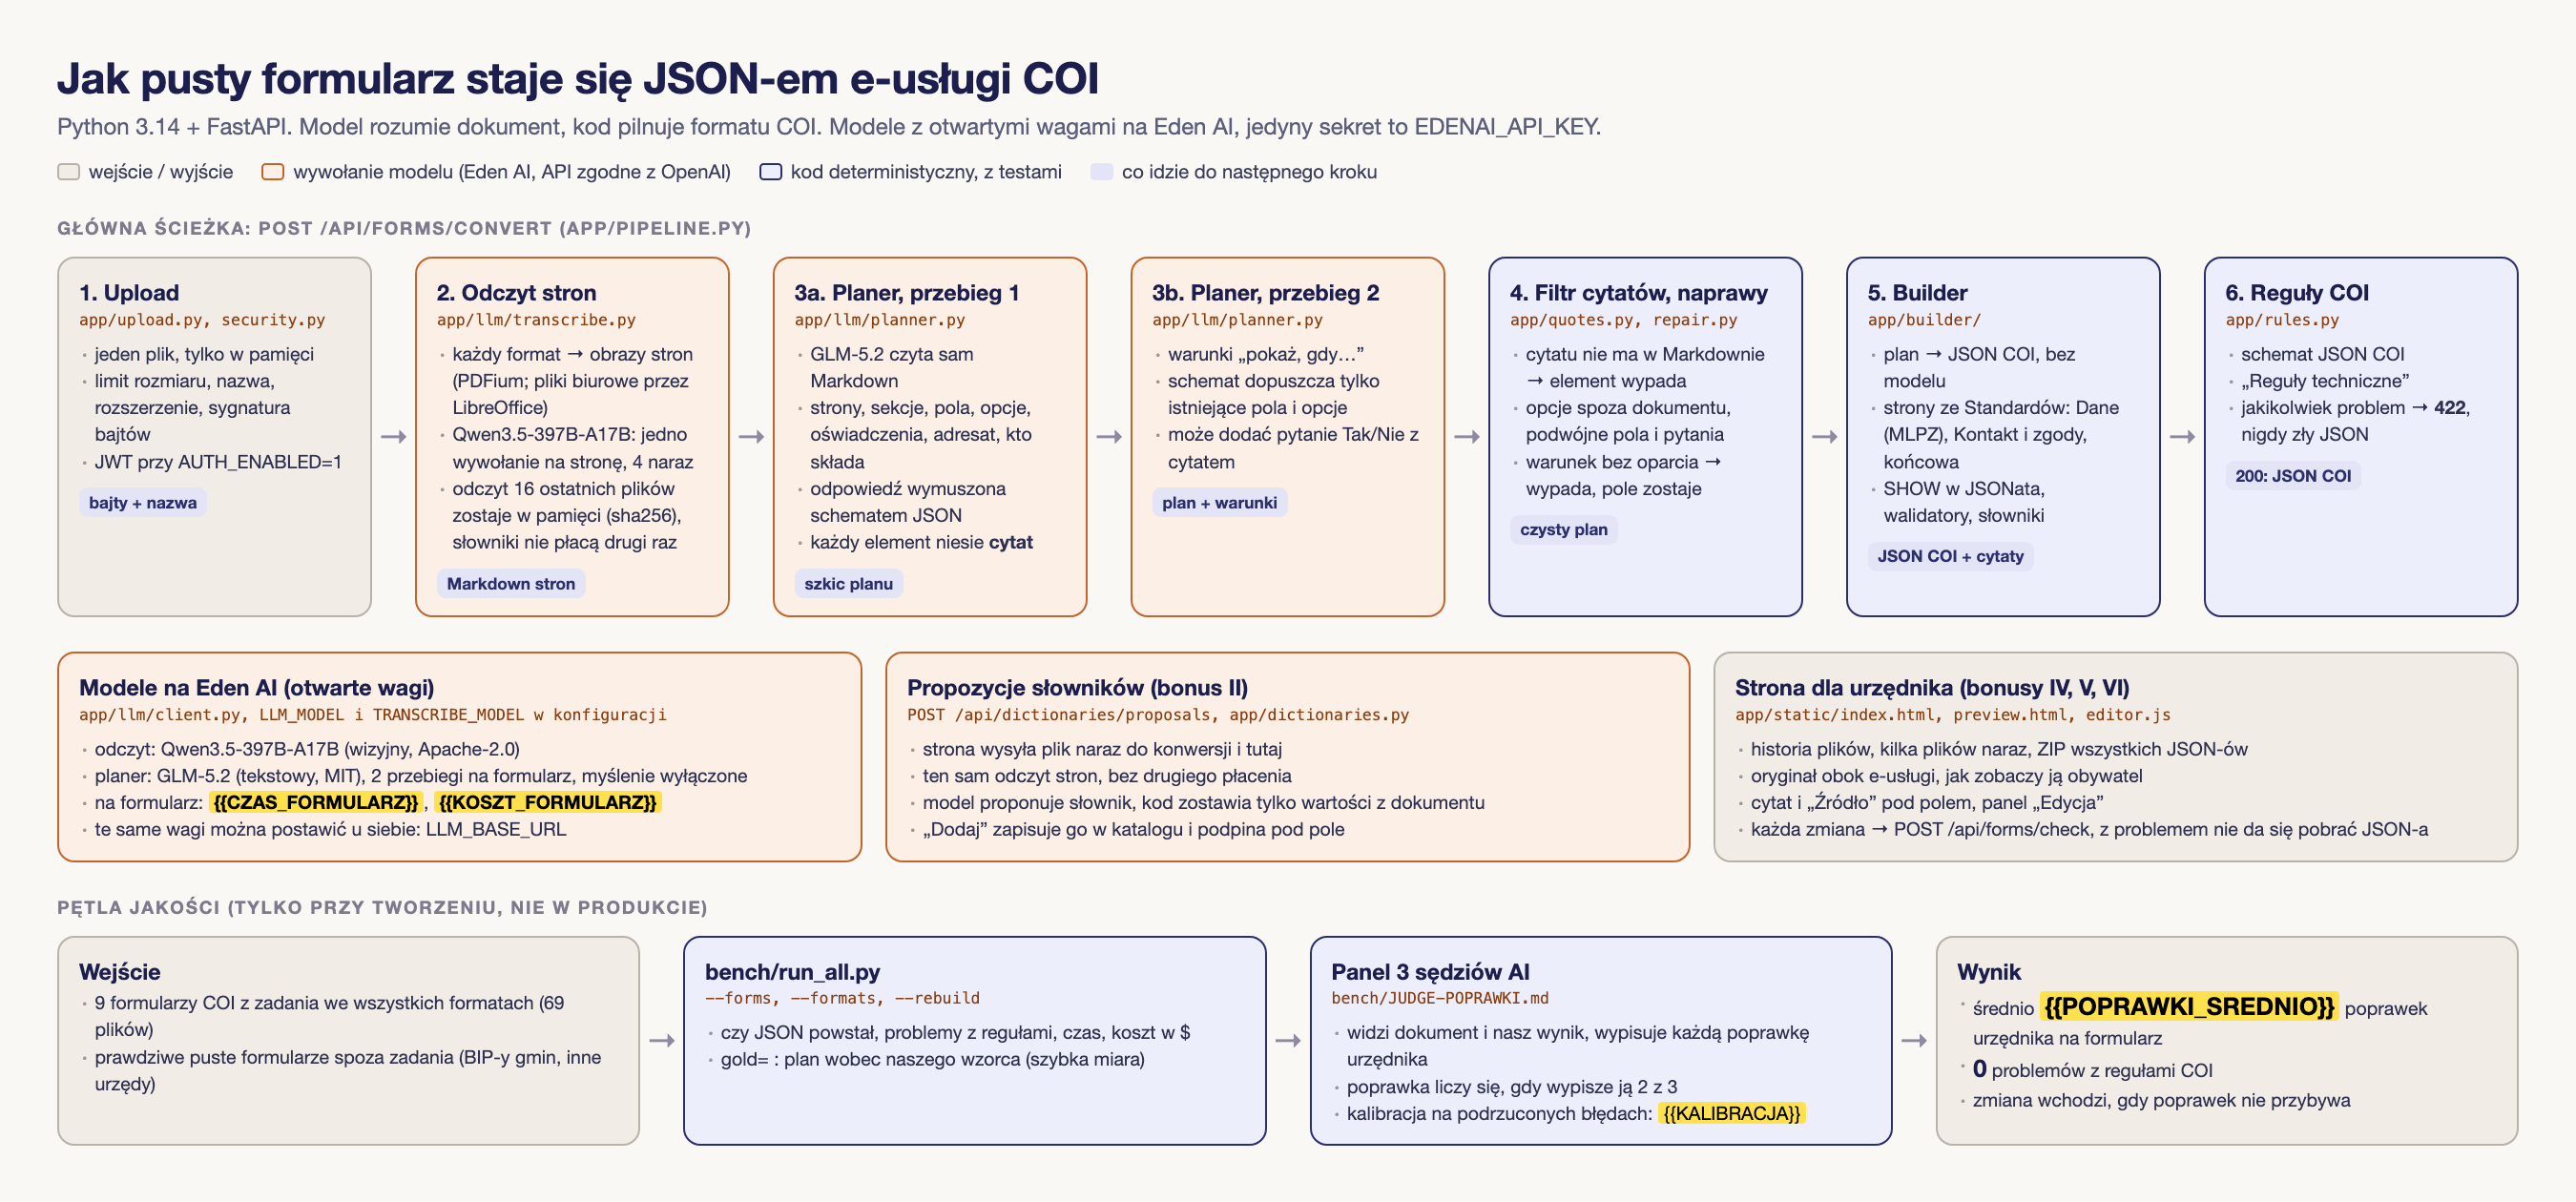 Jak pusty formularz staje się JSON-em e-usługi COI
Python 3.14 + FastAPI. Model rozumie dokument, kod pilnuje formatu COI. Modele z otwartymi wagami na Eden AI, jedyny sekret to EDENAI_API_KEY.
wejście / wyjście
wywołanie modelu (Eden AI, API zgodne z OpenAI)
kod deterministyczny, z testami
co idzie do następnego kroku
GŁÓWNA ŚCIEŻKA: POST /API/FORMS/CONVERT (APP/PIPELINE.PY)
1. Upload
app/upload.py, security.py
· jeden plik, tylko w pamięci
· limit rozmiaru, nazwa,
rozszerzenie, sygnatura
bajtów
· JWT przy AUTH_ENABLED=1
bajty + nazwa
→
2. Odczyt stron
app/llm/transcribe.py
· każdy format → obrazy stron
(PDFium; pliki biurowe przez
LibreOffice)
· Qwen3.5-397B-A17B: jedno
wywołanie na stronę, 4 naraz
· odczyt 16 ostatnich plików
zostaje w pamięci (sha256),
słowniki nie płacą drugi raz
Markdown stron
→
3a. Planer, przebieg 1
app/llm/planner.py
· GLM-5.2 czyta sam
Markdown
· strony, sekcje, pola, opcje,
oświadczenia, adresat, kto
składa
· odpowiedź wymuszona
schematem JSON
· każdy element niesie cytat
szkic planu
→
3b. Planer, przebieg 2
app/llm/planner.py
· warunki „pokaż, gdy…”
· schemat dopuszcza tylko
istniejące pola i opcje
· może dodać pytanie Tak/Nie z
cytatem
plan + warunki
→
4. Filtr cytatów, naprawy
app/quotes.py, repair.py
· cytatu nie ma w Markdownie
→ element wypada
· opcje spoza dokumentu,
podwójne pola i pytania
· warunek bez oparcia →
wypada, pole zostaje
czysty plan
→
5. Builder
app/builder/
· plan → JSON COI, bez
modelu
· strony ze Standardów: Dane
(MLPZ), Kontakt i zgody,
końcowa
· SHOW w JSONata,
walidatory, słowniki
JSON COI + cytaty
→
6. Reguły COI
app/rules.py
· schemat JSON COI
· „Reguły techniczne”
· jakikolwiek problem → 422,
nigdy zły JSON
200: JSON COI
Modele na Eden AI (otwarte wagi)
app/llm/client.py, LLM_MODEL i TRANSCRIBE_MODEL w konfiguracji
· odczyt: Qwen3.5-397B-A17B (wizyjny, Apache-2.0)
· planer: GLM-5.2 (tekstowy, MIT), 2 przebiegi na formularz, myślenie wyłączone
· na formularz: {{CZAS_FORMULARZ}} , {{KOSZT_FORMULARZ}}
· te same wagi można postawić u siebie: LLM_BASE_URL
Propozycje słowników (bonus II)
POST /api/dictionaries/proposals, app/dictionaries.py
· strona wysyła plik naraz do konwersji i tutaj
· ten sam odczyt stron, bez drugiego płacenia
· model proponuje słownik, kod zostawia tylko wartości z dokumentu
· „Dodaj” zapisuje go w katalogu i podpina pod pole
Strona dla urzędnika (bonusy IV, V, VI)
app/static/index.html, preview.html, editor.js
· historia plików, kilka plików naraz, ZIP wszystkich JSON-ów
· oryginał obok e-usługi, jak zobaczy ją obywatel
· cytat i „Źródło” pod polem, panel „Edycja”
· każda zmiana → POST /api/forms/check, z problemem nie da się pobrać JSON-a
PĘTLA JAKOŚCI (TYLKO PRZY TWORZENIU, NIE W PRODUKCIE)
Wejście
· 9 formularzy COI z zadania we wszystkich formatach (69
plików)
· prawdziwe puste formularze spoza zadania (BIP-y gmin, inne
urzędy)
→
bench/run_all.py
--forms, --formats, --rebuild
· czy JSON powstał, problemy z regułami, czas, koszt w $
· gold= : plan wobec naszego wzorca (szybka miara)
→
Panel 3 sędziów AI
bench/JUDGE-POPRAWKI.md
· widzi dokument i nasz wynik, wypisuje każdą poprawkę
urzędnika
· poprawka liczy się, gdy wypisze ją 2 z 3
· kalibracja na podrzuconych błędach: {{KALIBRACJA}}
→
Wynik
· średnio {{POPRAWKI_SREDNIO}} poprawek
urzędnika na formularz
· 0 problemów z regułami COI
· zmiana wchodzi, gdy poprawek nie przybywa